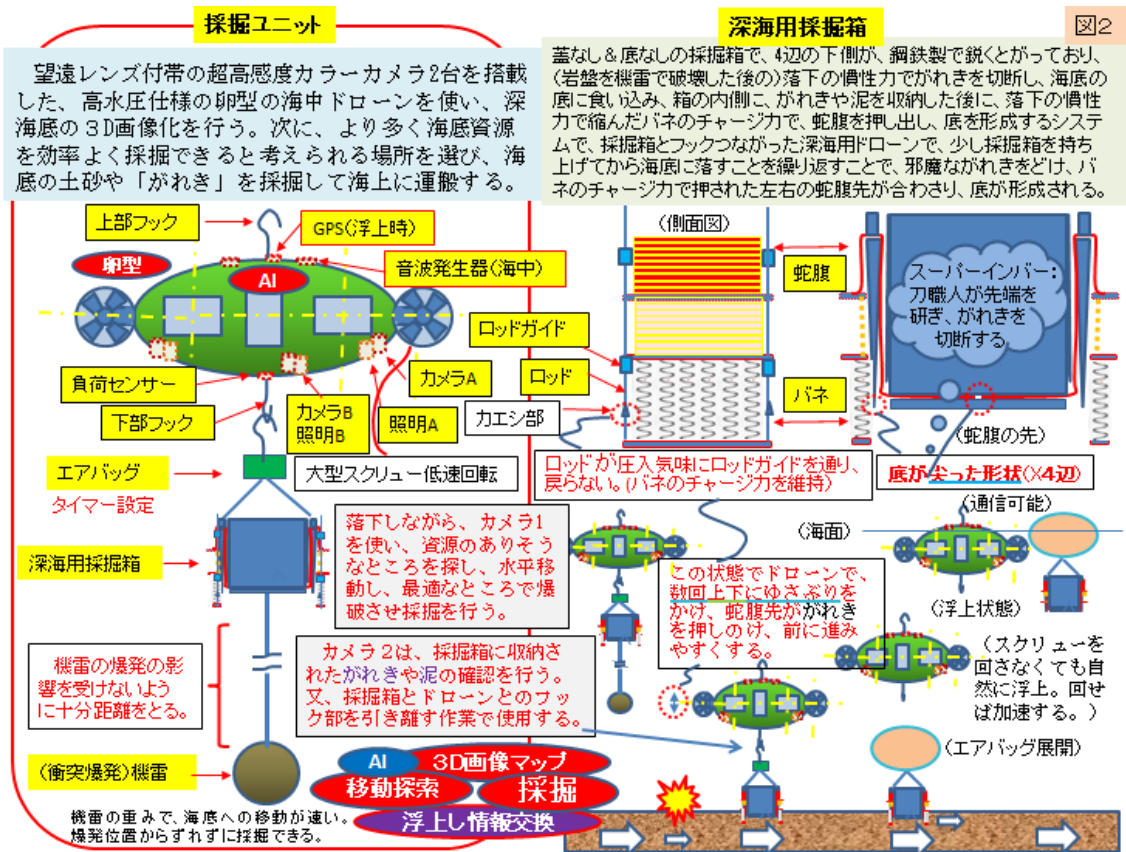 採掘ユニット
深海用採掘箱
図2
望遠レンズ付帯の超高感度カラーカメラ2台を搭載
した、高水圧仕様の卵型の海中ドローンを使い、深
海底の3D画像化を行う。次に、より多く海底資源
を効率よく採掘できると考えられる場所を選び、海
底の土砂や「がれき」を採掘して海上に運搬する。
蓋なし&底なしの採掘箱で、4辺の下側が、鋼鉄製で鋭くとがっており、
(岩盤を機雷で破壊した後の)落下の慣性力でがれきを切断し、海底の
底に食い込み、箱の内側に、がれきや泥を収納した後に、落下の慣性
力で縮んだバネのチャージ力で、蛇腹を押し出し、底を形成するシステ
ムで、採掘箱とフックつながった深海用ドローンで、少し採掘箱を持ち
上げてから海底に落すことを繰り返すことで、邪魔ながれきをどけ、バ
ネのチャージ力で押された左右の蛇腹先が合わさり、底が形成される。
上部フック
GPS(浮上時)
卵型
AI
音波発生器(海中)
負荷センサー
下部フック
カメラB
照明B
カメラA
照明A
エアバッグ
タイマー設定
大型スクリュー低速回転
深海用採掘箱
機雷の爆発の影
響を受けないよう
に十分距離をとる。
(衝突爆発)機雷
機雷の重みで、海底への移動が速い。
爆発位置からずれずに採掘できる。
落下しながら、カメラ1
を使い、資源のありそう
なところを探し、水平移
動し、最適なところで爆
破させ採掘を行う。
カメラ2は、採掘箱に収納さ
れたがれきや泥の確認を行う。
又、採掘箱とドローンとのフッ
ク部を引き離す作業で使用する。
AI
3D画像マップ
移動探索
採掘
浮上し情報交換
(側面図)
蛇腹
ロッドガイド
ロッド
カエシ部
バネ
スーパーインバー:
刀職人が先端を
研ぎ、がれきを
切断する
(蛇腹の先)
ロッドが圧入気味にロッドガイドを通り、
戻らない。(バネのチャージ力を維持)
底が尖った形状(×4辺)
(通信可能)
(海面)
この状態でドローンで、
数回上下にゆさぶりを
かけ、蛇腹先ががれき
を押しのけ、前に進み
やすくする。
(浮上状態)
(スクリューを
回さなくても自
然に浮上。回せ
ば加速する。)
(エアバッグ展開)